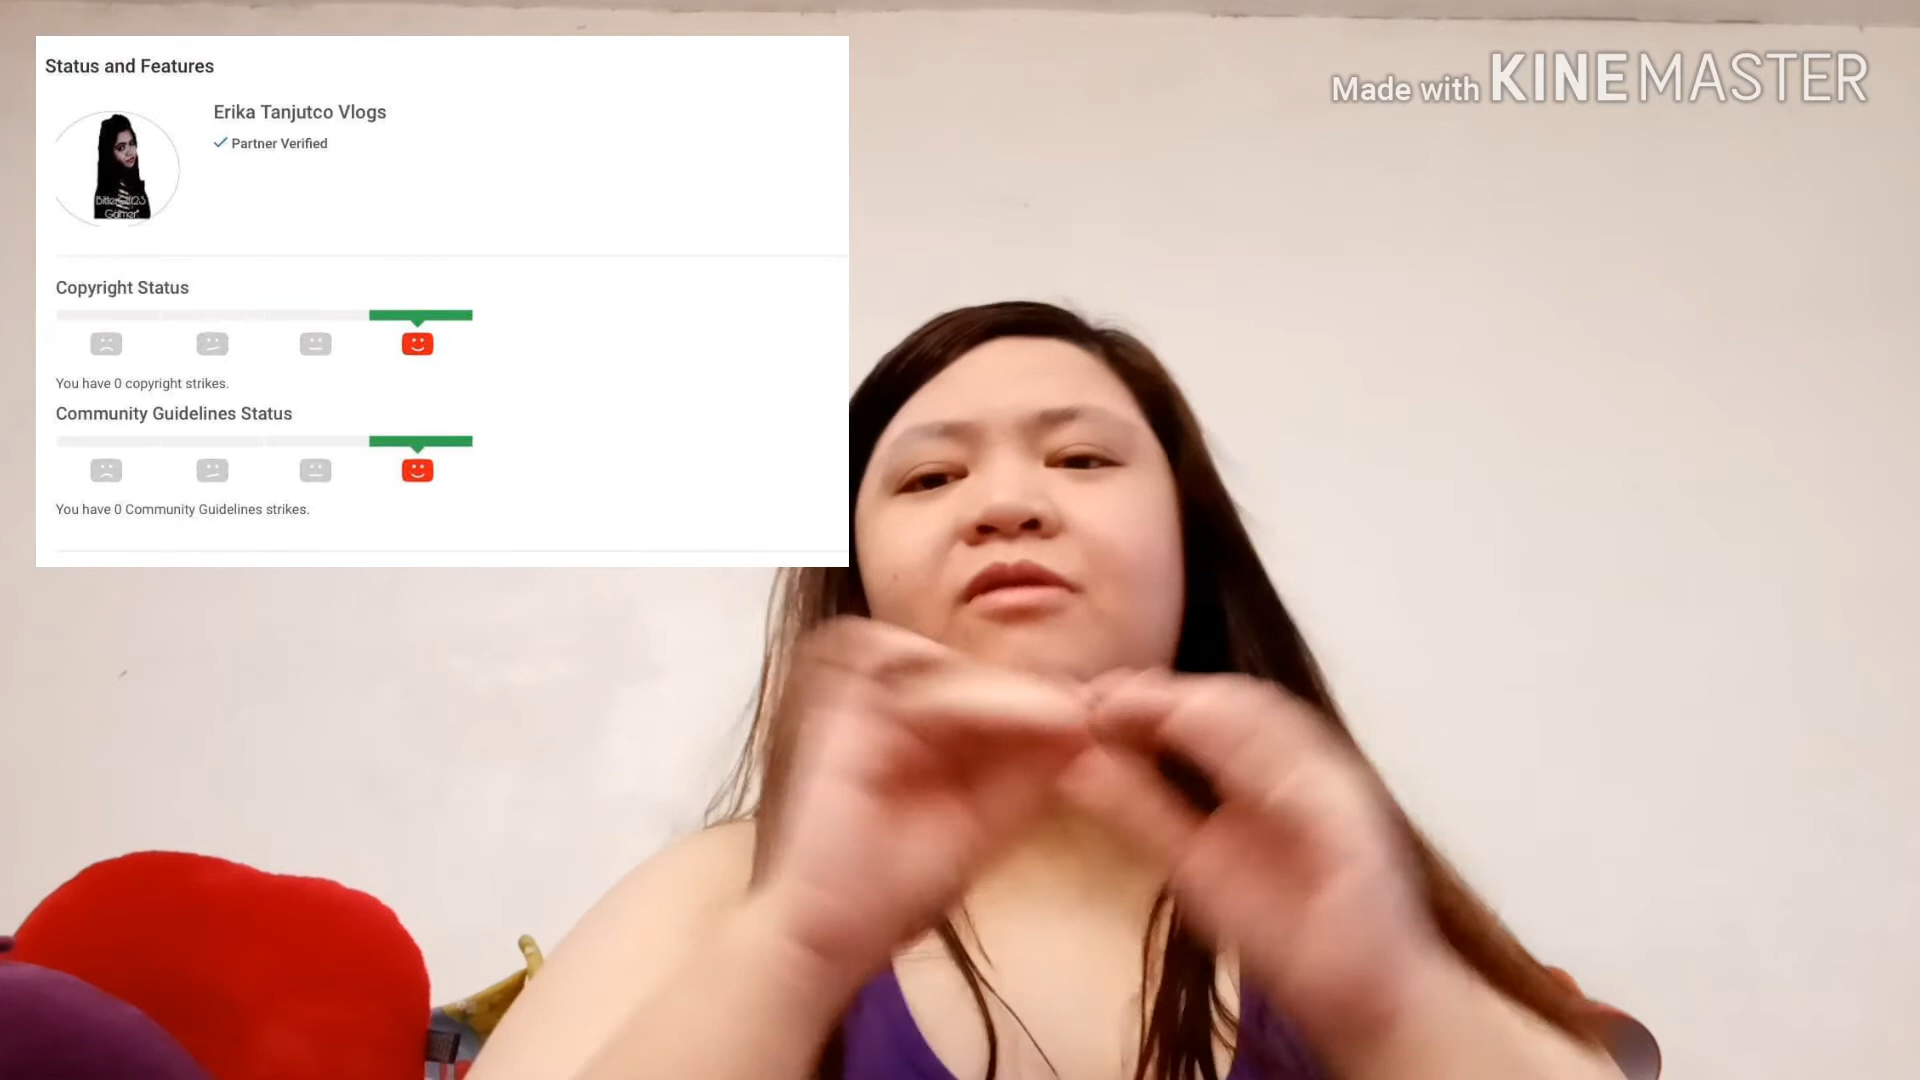 Status and Features
Erika Tanjutco Vlogs
Partner Verified
Gamer
Copyright Status
You have 0 copyright strikes.
Community Guidelines Status
You have 0 Community Guidelines strikes.
Made with KINEMASTER